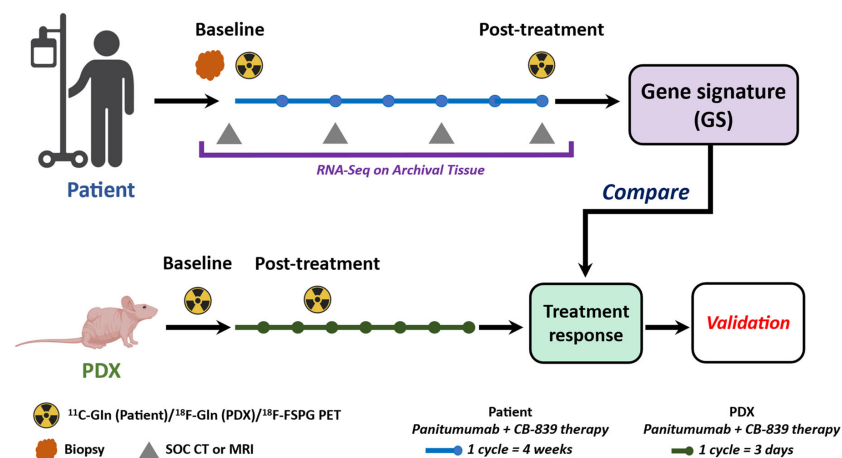 Baseline
Post-treatment
Gene signature
(GS)
RNA-Seq on Archival Tissue
Patient
Compare
Baseline
Post-treatment
Treatment
response
Validation
PDX
¹¹C-Gln (Patient)/¹⁸F-Gln (PDX)/¹⁸F-FSPG PET
Biopsy
SOC CT or MRI
Patient
Panitumumab + CB-839 therapy
1 cycle = 4 weeks
PDX
Panitumumab + CB-839 therapy
1 cycle = 3 days